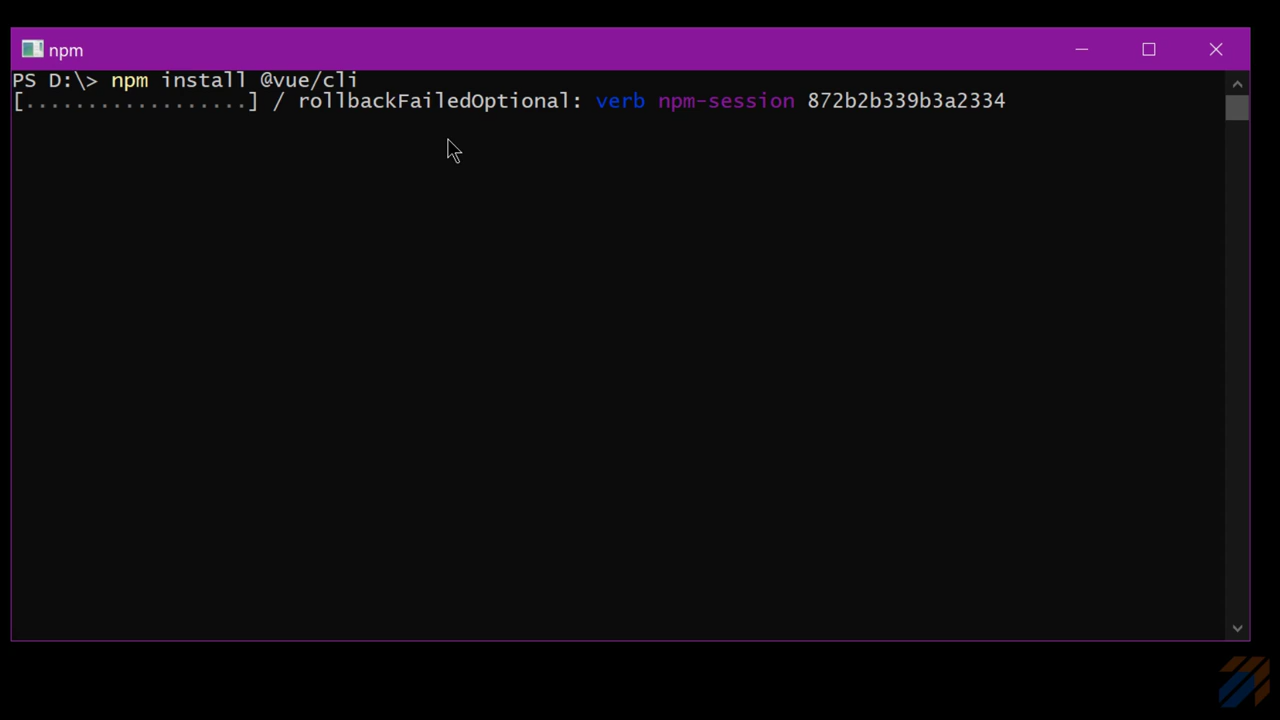 npm
PS D:\> npm install @vue/cli
[..................] / rollbackFailedOptional: verb npm-session 872b2b339b3a2334